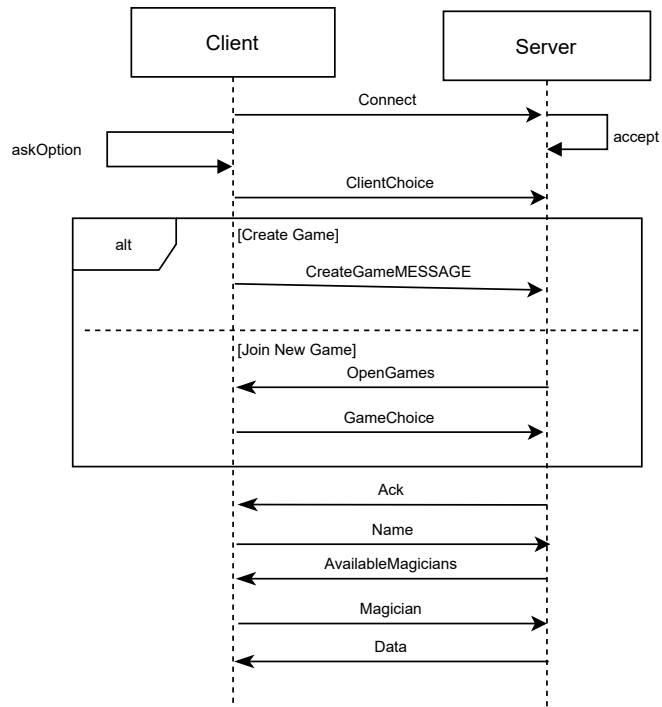 Client
Server
Connect
accept
askOption
ClientChoice
alt
[Create Game]
CreateGameMESSAGE
[Join New Game]
OpenGames
GameChoice
Ack
Name
AvailableMagicians
Magician
Data